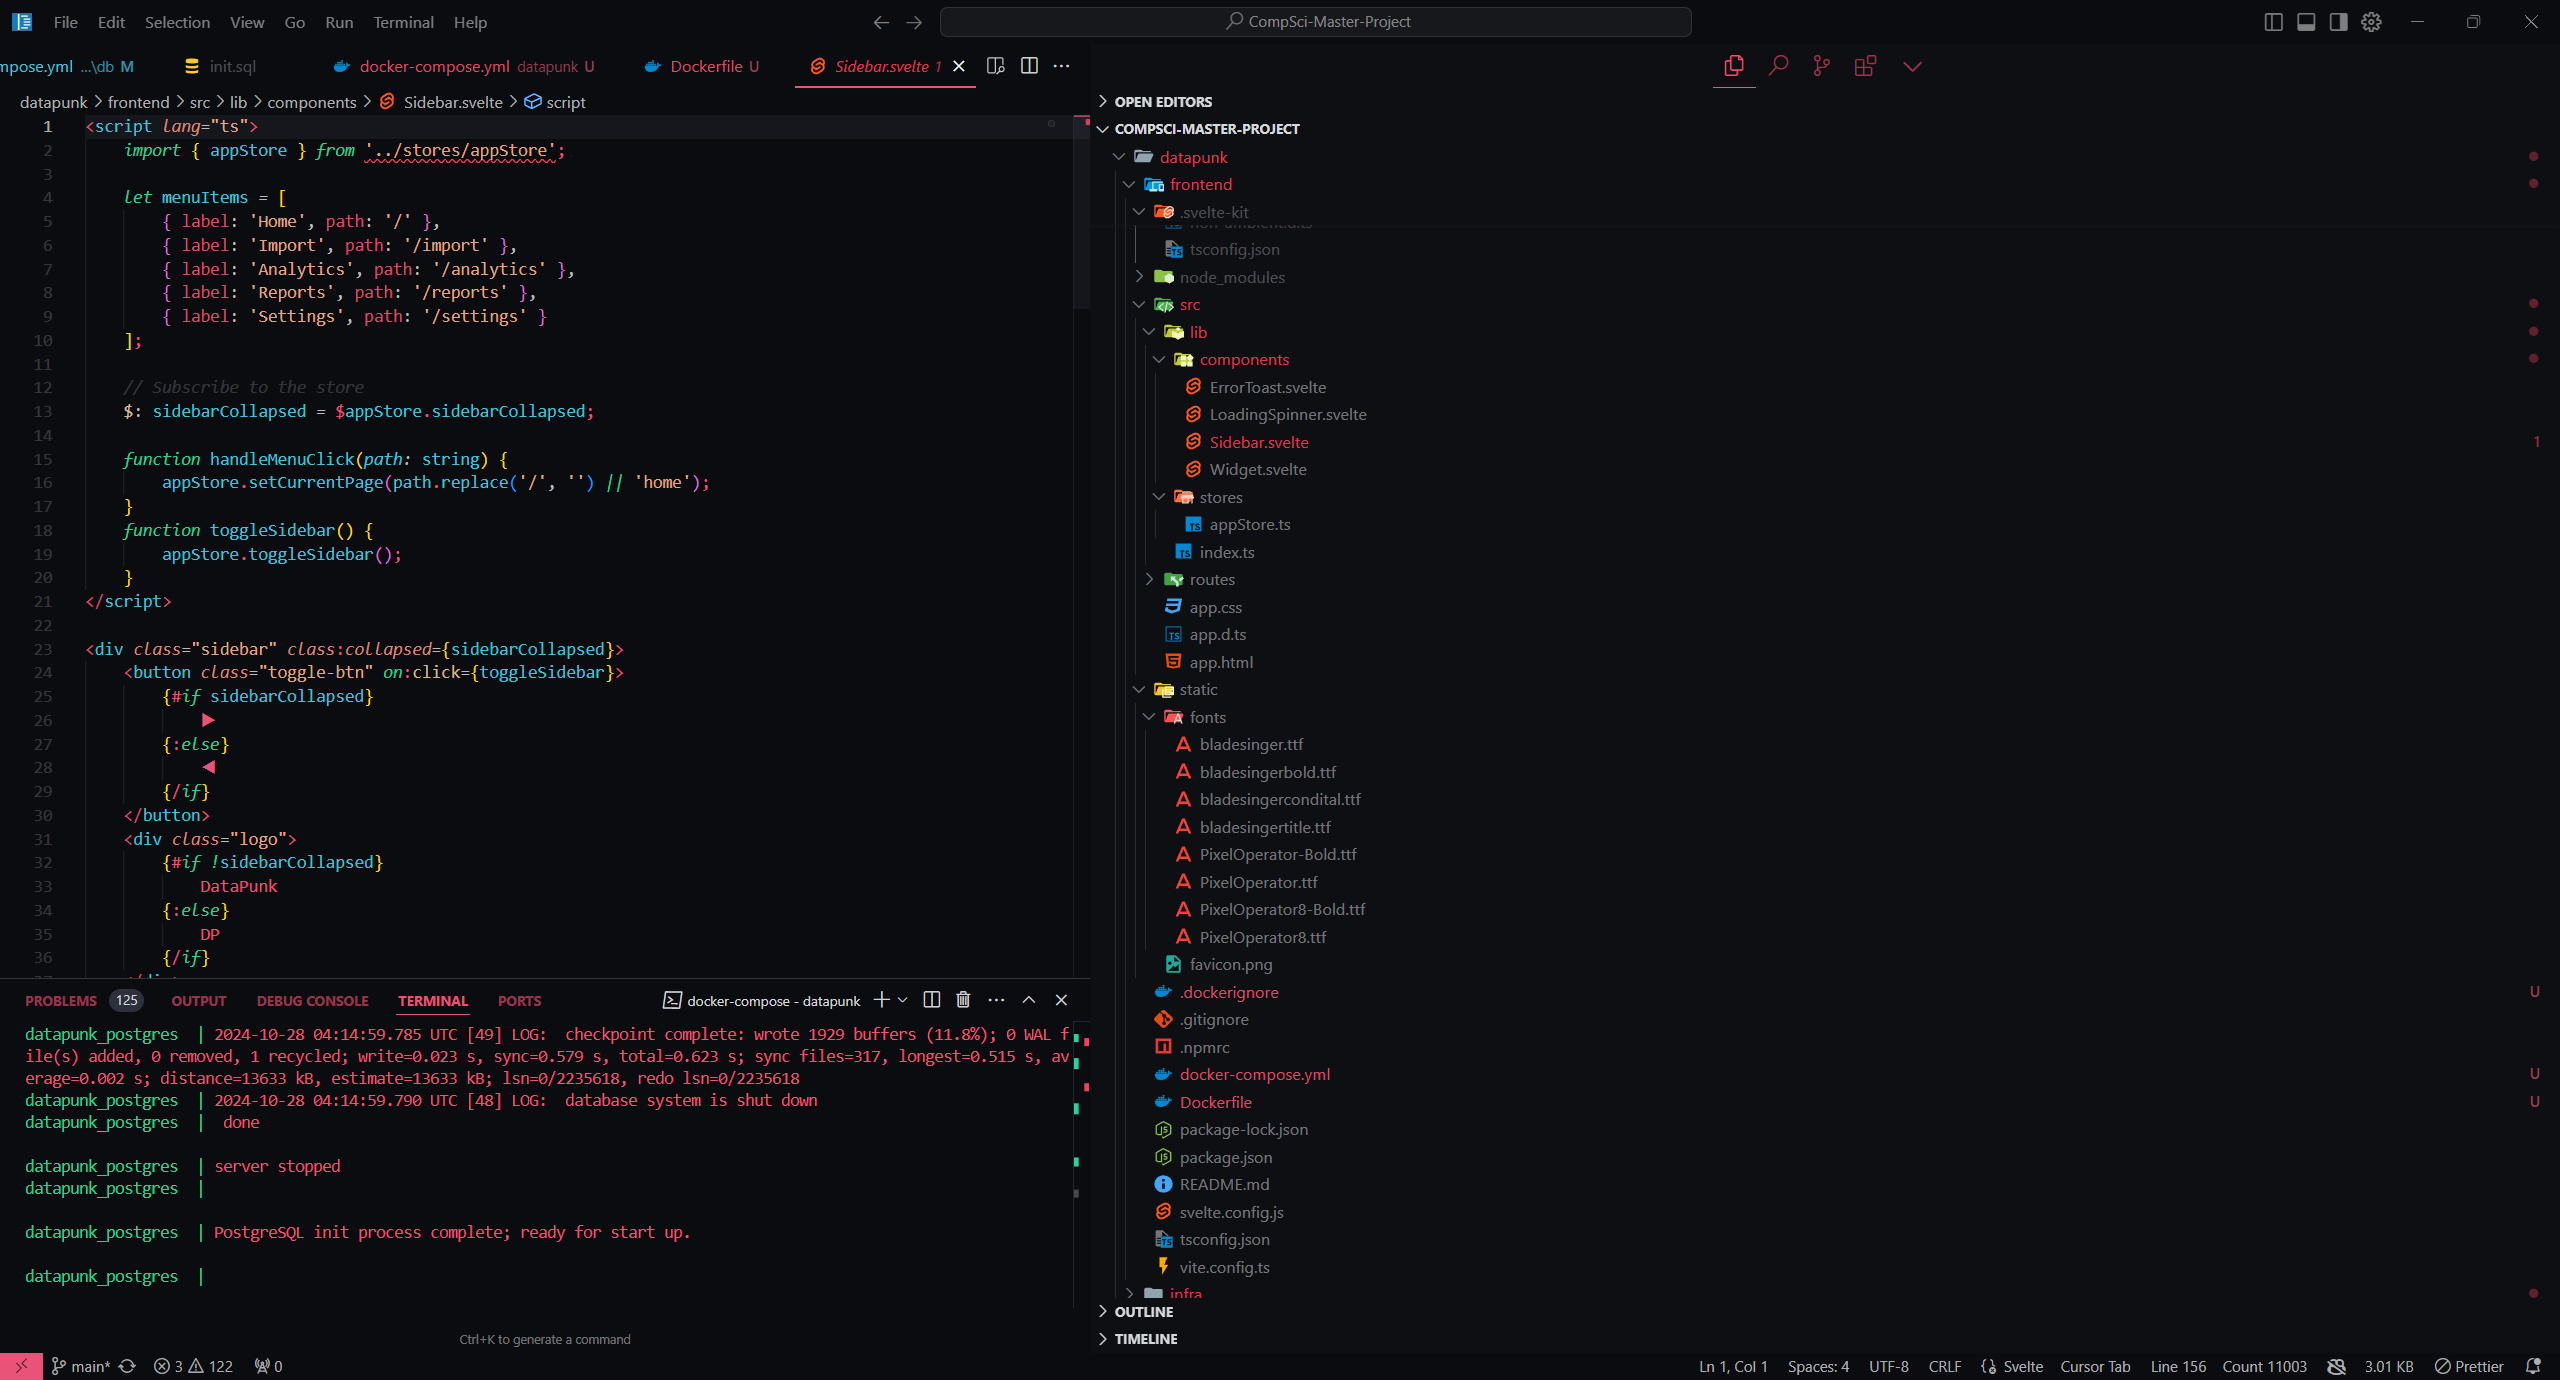 File Edit Selection View Go Run Terminal Help
CompSci-Master-Project
mpose.yml ...\db M
init.sql
docker-compose.yml datapunk U
Dockerfile U
Sidebar.svelte 1
datapunk > frontend > src > lib > components > Sidebar.svelte > script
1 <script lang="ts">
2 import { appStore } from '../stores/appStore';
3
4 let menuItems = [
5 { label: 'Home', path: '/' },
6 { label: 'Import', path: '/import' },
7 { label: 'Analytics', path: '/analytics' },
8 { label: 'Reports', path: '/reports' },
9 { label: 'Settings', path: '/settings' }
10 ];
11
12 // Subscribe to the store
13 $: sidebarCollapsed = $appStore.sidebarCollapsed;
14
15 function handleMenuClick(path: string) {
16 appStore.setCurrentPage(path.replace('/', '') || 'home');
17 }
18 function toggleSidebar() {
19 appStore.toggleSidebar();
20 }
21 </script>
22
23 <div class="sidebar" class:collapsed={sidebarCollapsed}>
24 <button class="toggle-btn" on:click={toggleSidebar}>
25 {#if sidebarCollapsed}
26 ▶
27 {:else}
28 ◀
29 {/if}
30 </button>
31 <div class="logo">
32 {#if !sidebarCollapsed}
33 DataPunk
34 {:else}
35 DP
36 {/if}
PROBLEMS 125 OUTPUT DEBUG CONSOLE TERMINAL PORTS
docker-compose - datapunk
datapunk_postgres | 2024-10-28 04:14:59.785 UTC [49] LOG: checkpoint complete: wrote 1929 buffers (11.8%); 0 WAL f
ile(s) added, 0 removed, 1 recycled; write=0.023 s, sync=0.579 s, total=0.623 s; sync files=317, longest=0.515 s, av
erage=0.002 s; distance=13633 kB, estimate=13633 kB; lsn=0/2235618, redo lsn=0/2235618
datapunk_postgres | 2024-10-28 04:14:59.790 UTC [48] LOG: database system is shut down
datapunk_postgres | done
datapunk_postgres | server stopped
datapunk_postgres |
datapunk_postgres | PostgreSQL init process complete; ready for start up.
datapunk_postgres |
Ctrl+K to generate a command
OPEN EDITORS
COMPSCI-MASTER-PROJECT
datapunk
frontend
.svelte-kit
non-ambient.d.ts
tsconfig.json
node_modules
src
lib
components
ErrorToast.svelte
LoadingSpinner.svelte
Sidebar.svelte 1
Widget.svelte
stores
appStore.ts
index.ts
routes
app.css
app.d.ts
app.html
static
fonts
bladesinger.ttf
bladesingerbold.ttf
bladesingercondital.ttf
bladesingertitle.ttf
PixelOperator-Bold.ttf
PixelOperator.ttf
PixelOperator8-Bold.ttf
PixelOperator8.ttf
favicon.png
.dockerignore U
.gitignore
.npmrc
docker-compose.yml U
Dockerfile U
package-lock.json
package.json
README.md
svelte.config.js
tsconfig.json
vite.config.ts
infra
OUTLINE
TIMELINE
main* 3 122 0
Ln 1, Col 1 Spaces: 4 UTF-8 CRLF Svelte Cursor Tab Line 156 Count 11003 3.01 KB Prettier